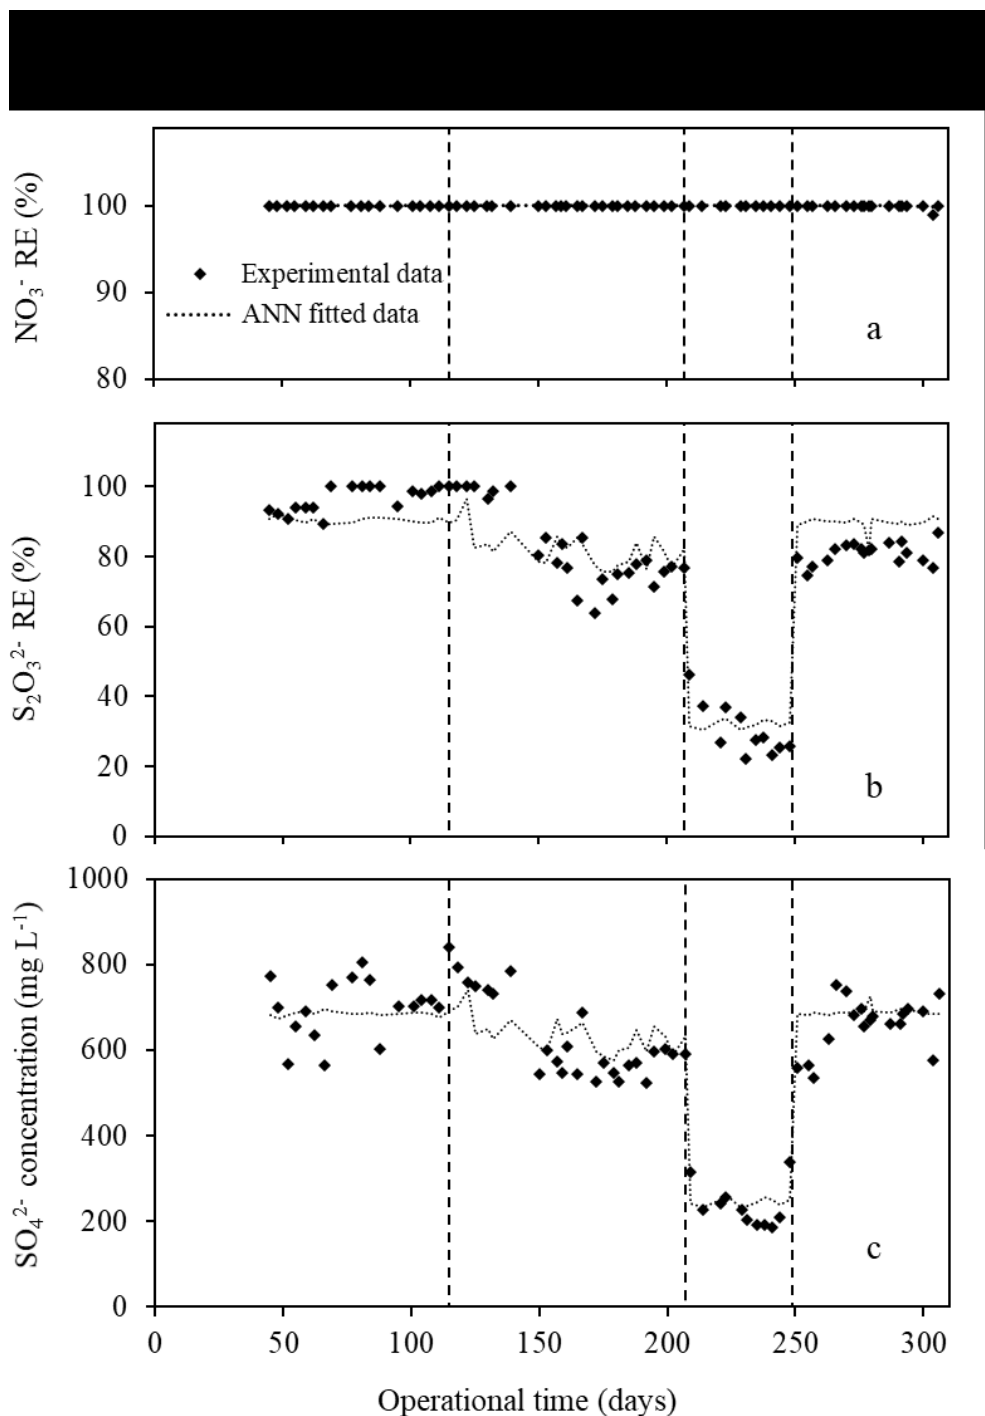 NO₃⁻ RE (%)
100
90
80
Experimental data
ANN fitted data
a
S₂O₃²⁻ RE (%)
100
80
60
40
20
0
b
SO₄²⁻ concentration (mg L⁻¹)
1000
800
600
400
200
0
c
0 50 100 150 200 250 300
Operational time (days)